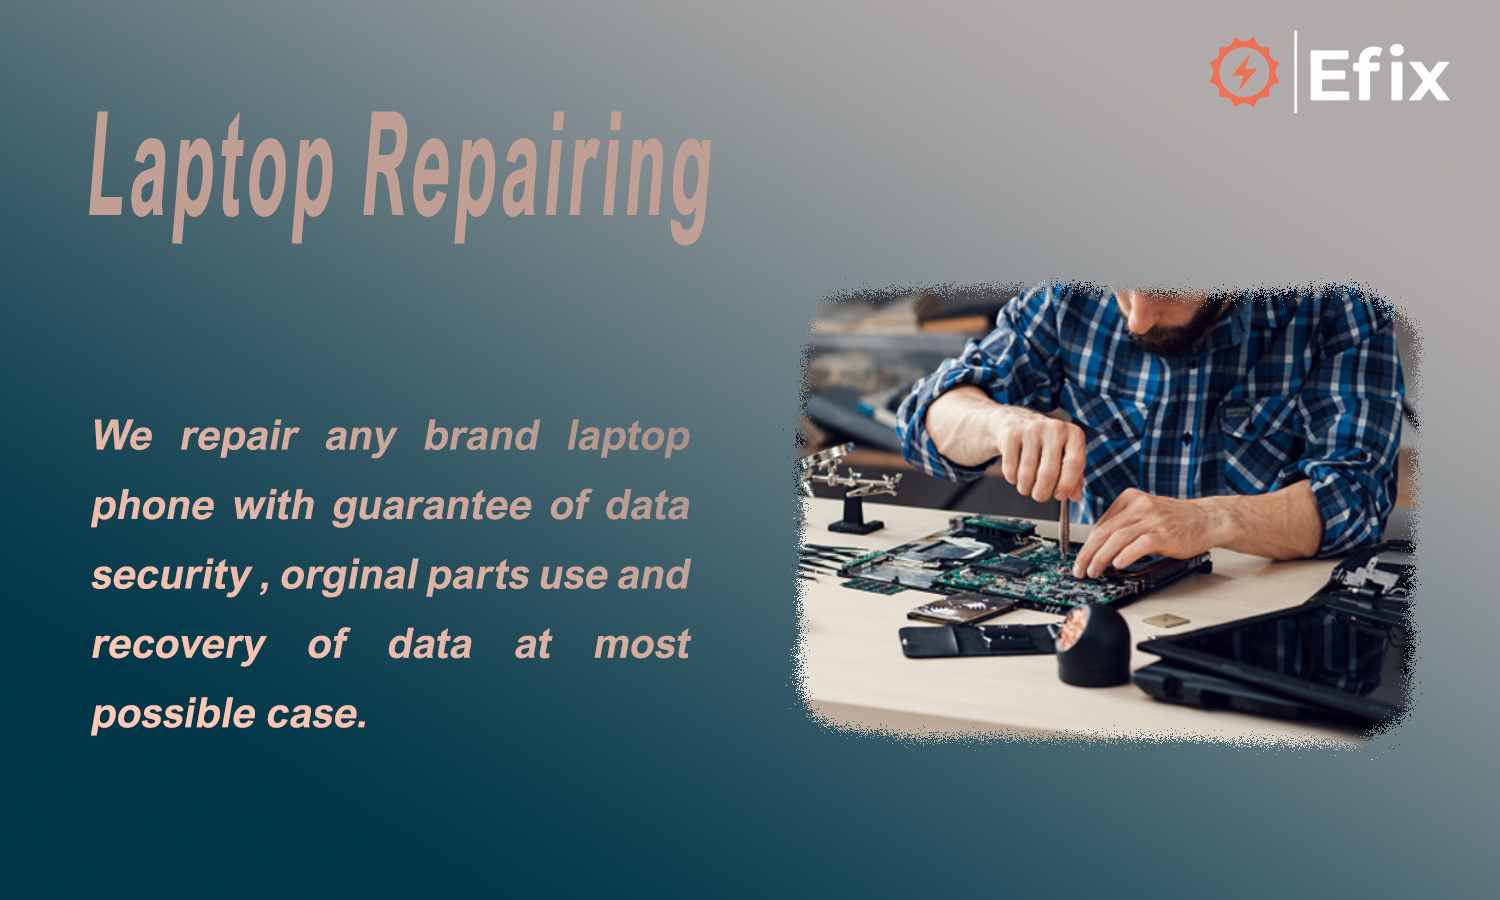 Efix
Laptop Repairing
We repair any brand laptop
phone with guarantee of data
security , orginal parts use and
recovery of data at most
possible case.